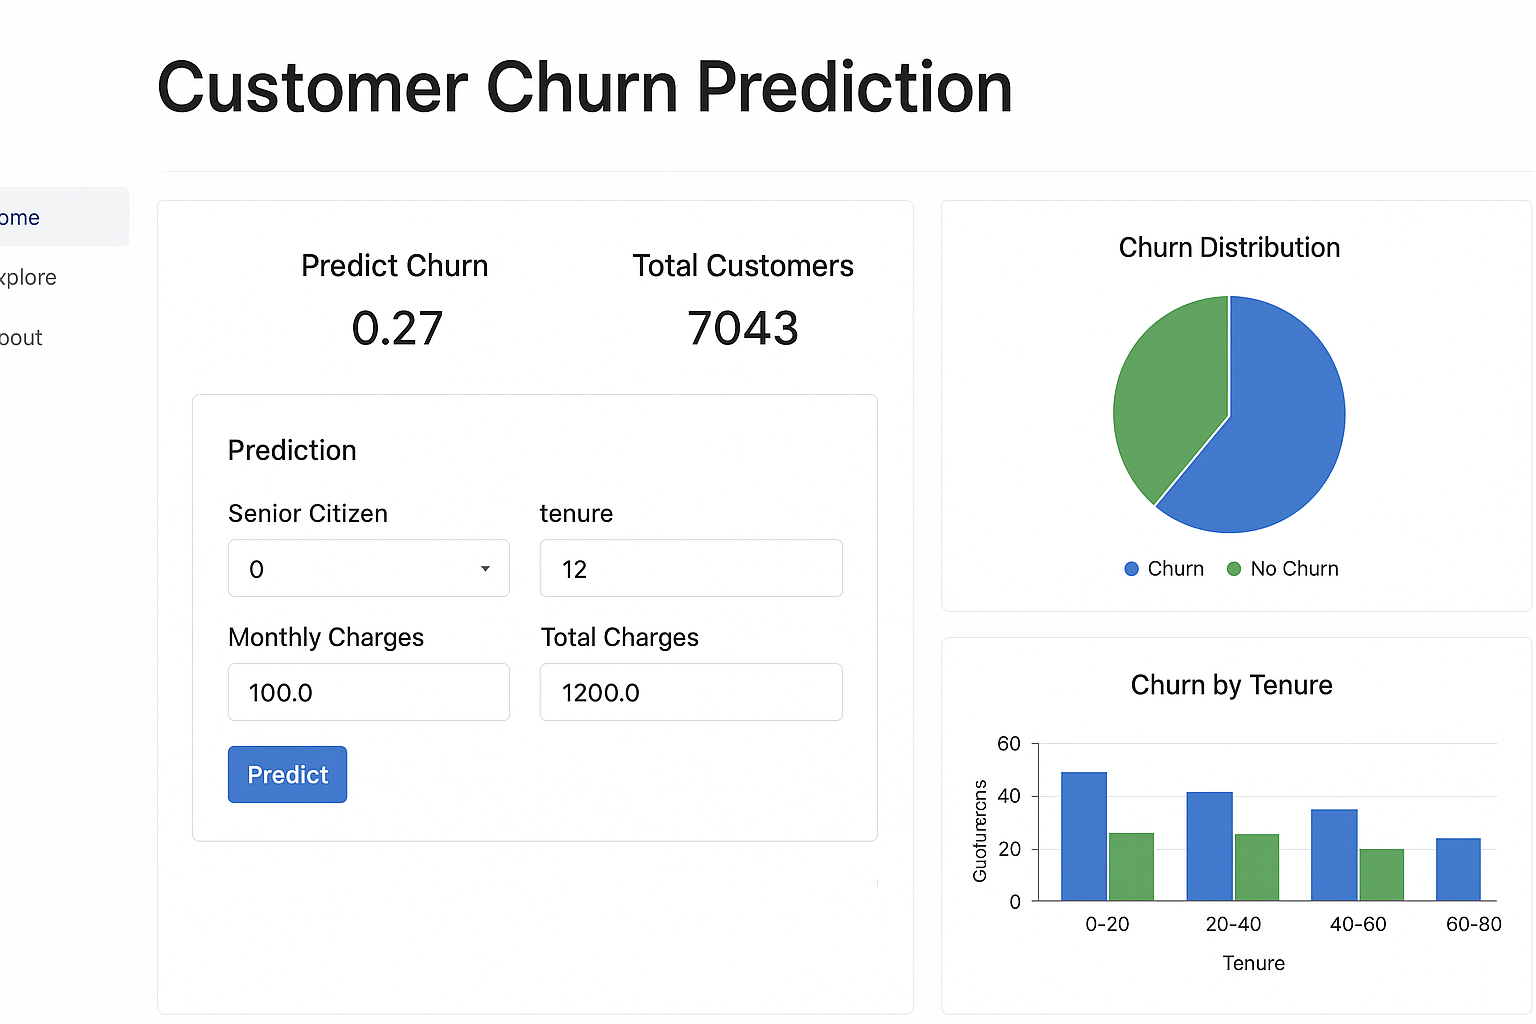 Customer Churn Prediction
ome
xplore
bout
Predict Churn
0.27
Total Customers
7043
Prediction
Senior Citizen
0
tenure
12
Monthly Charges
100.0
Total Charges
1200.0
Predict
Churn Distribution
Churn
No Churn
Churn by Tenure
60
40
20
0
0-20
20-40
40-60
60-80
Tenure